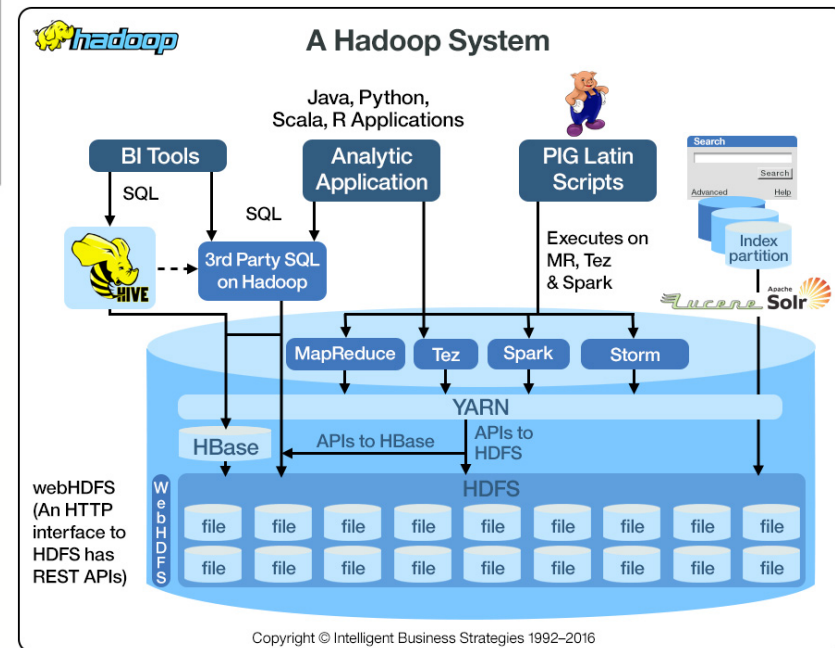 hadoop
A Hadoop System
Java, Python,
Scala, R Applications
BI Tools
Analytic
Application
PIG Latin
Scripts
Search
Search
Advanced
Help
Index
partition
SQL
SQL
3rd Party SQL
on Hadoop
HIVE
Executes on
MR, Tez
& Spark
Lucene
Apache
Solr
MapReduce
Tez
Spark
Storm
YARN
HBase
APIs to HBase
APIs to
HDFS
webHDFS
(An HTTP
interface to
HDFS has
REST APIs)
WebHDFS
HDFS
file file file file file file file file file
file file file file file file file file file
Copyright © Intelligent Business Strategies 1992–2016